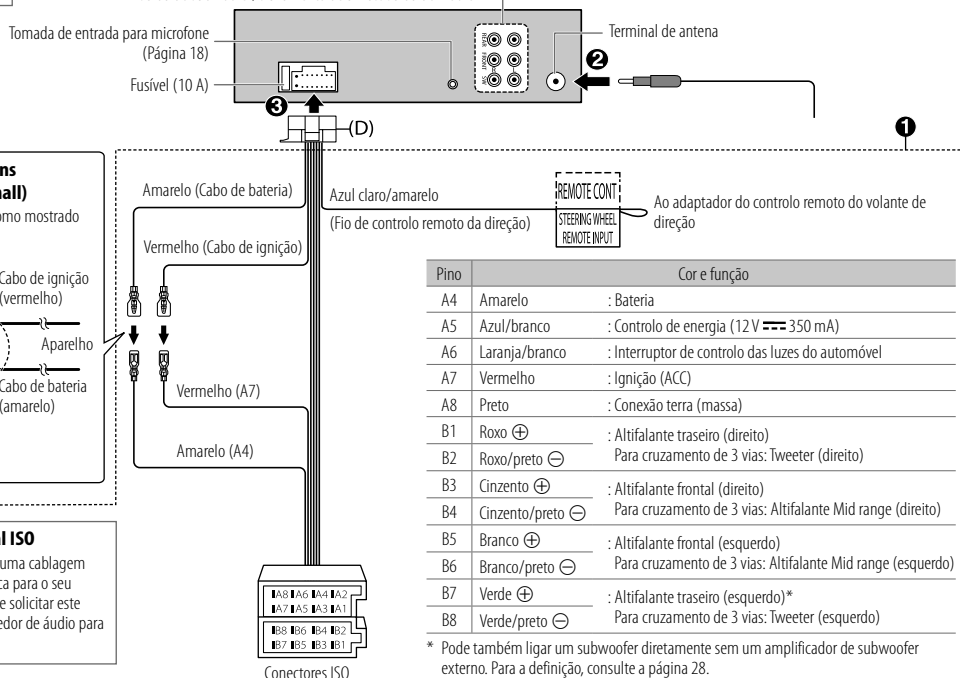 Tomada de entrada para microfone
(Página 18)
Fusível (10 A)
Terminal de antena
REAR
FRONT
SW
❷
❸
(D)
❶
Amarelo (Cabo de bateria)
Azul claro/amarelo
(Fio de controlo remoto da direção)
REMOTE CONT
STEERING WHEEL
REMOTE INPUT
Ao adaptador do controlo remoto do volante de
direção
Vermelho (Cabo de ignição)
omo mostrado
Cabo de ignição
(vermelho)
Aparelho
Cabo de bateria
(amarelo)
Vermelho (A7)
Amarelo (A4)
Pino Cor e função
A4 Amarelo : Bateria
A5 Azul/branco : Controlo de energia (12 V ⎓ 350 mA)
A6 Laranja/branco : Interruptor de controlo das luzes do automóvel
A7 Vermelho : Ignição (ACC)
A8 Preto : Conexão terra (massa)
B1 Roxo ⊕ : Altifalante traseiro (direito)
B2 Roxo/preto ⊖ Para cruzamento de 3 vias: Tweeter (direito)
B3 Cinzento ⊕ : Altifalante frontal (direito)
B4 Cinzento/preto ⊖ Para cruzamento de 3 vias: Altifalante Mid range (direito)
B5 Branco ⊕ : Altifalante frontal (esquerdo)
B6 Branco/preto ⊖ Para cruzamento de 3 vias: Altifalante Mid range (esquerdo)
B7 Verde ⊕ : Altifalante traseiro (esquerdo)*
B8 Verde/preto ⊖ Para cruzamento de 3 vias: Tweeter (esquerdo)
* Pode também ligar um subwoofer diretamente sem um amplificador de subwoofer
externo. Para a definição, consulte a página 28.
l ISO
uma cablagem
ca para o seu
e solicitar este
edor de áudio para
A8 A6 A4 A2
A7 A5 A3 A1
B8 B6 B4 B2
B7 B5 B3 B1
Conectores ISO